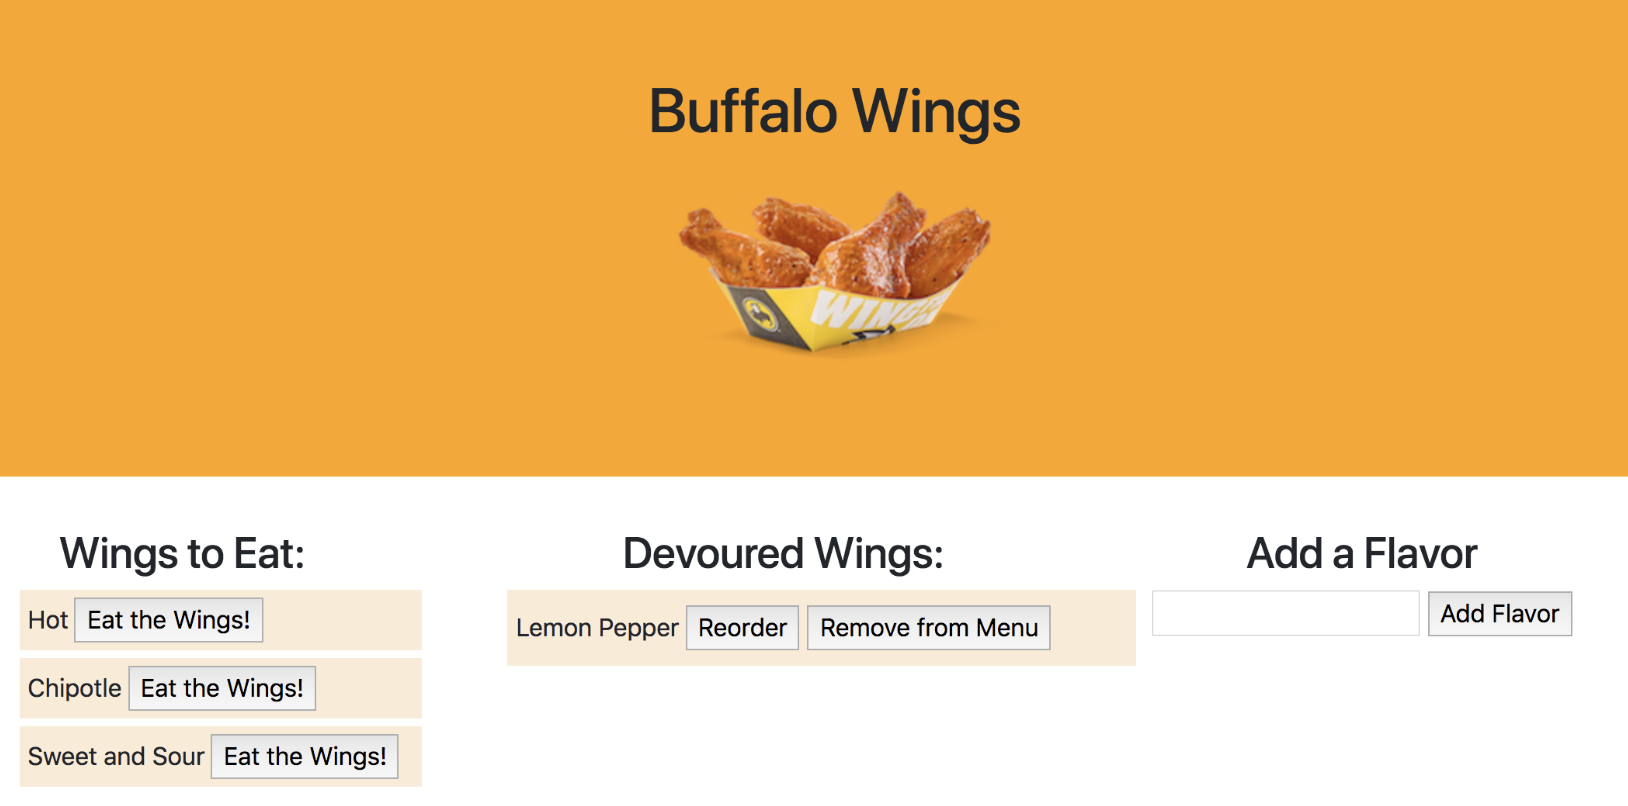 Buffalo Wings
WING
Wings to Eat:
Hot Eat the Wings!
Chipotle Eat the Wings!
Sweet and Sour Eat the Wings!
Devoured Wings:
Lemon Pepper Reorder Remove from Menu
Add a Flavor
Add Flavor